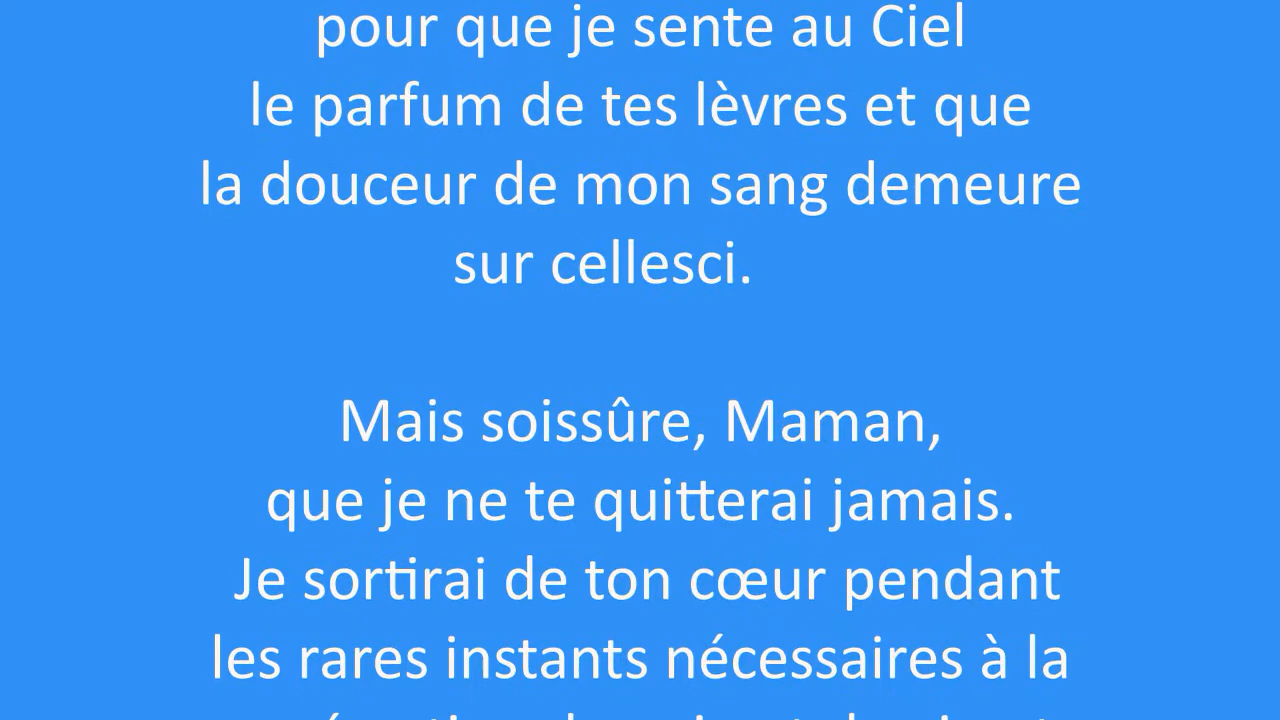 pour que je sente au Ciel
le parfum de tes lèvres et que
la douceur de mon sang demeure
sur cellesci.
Mais soissûre, Maman,
que je ne te quitterai jamais.
Je sortirai de ton cœur pendant
les rares instants nécessaires à la